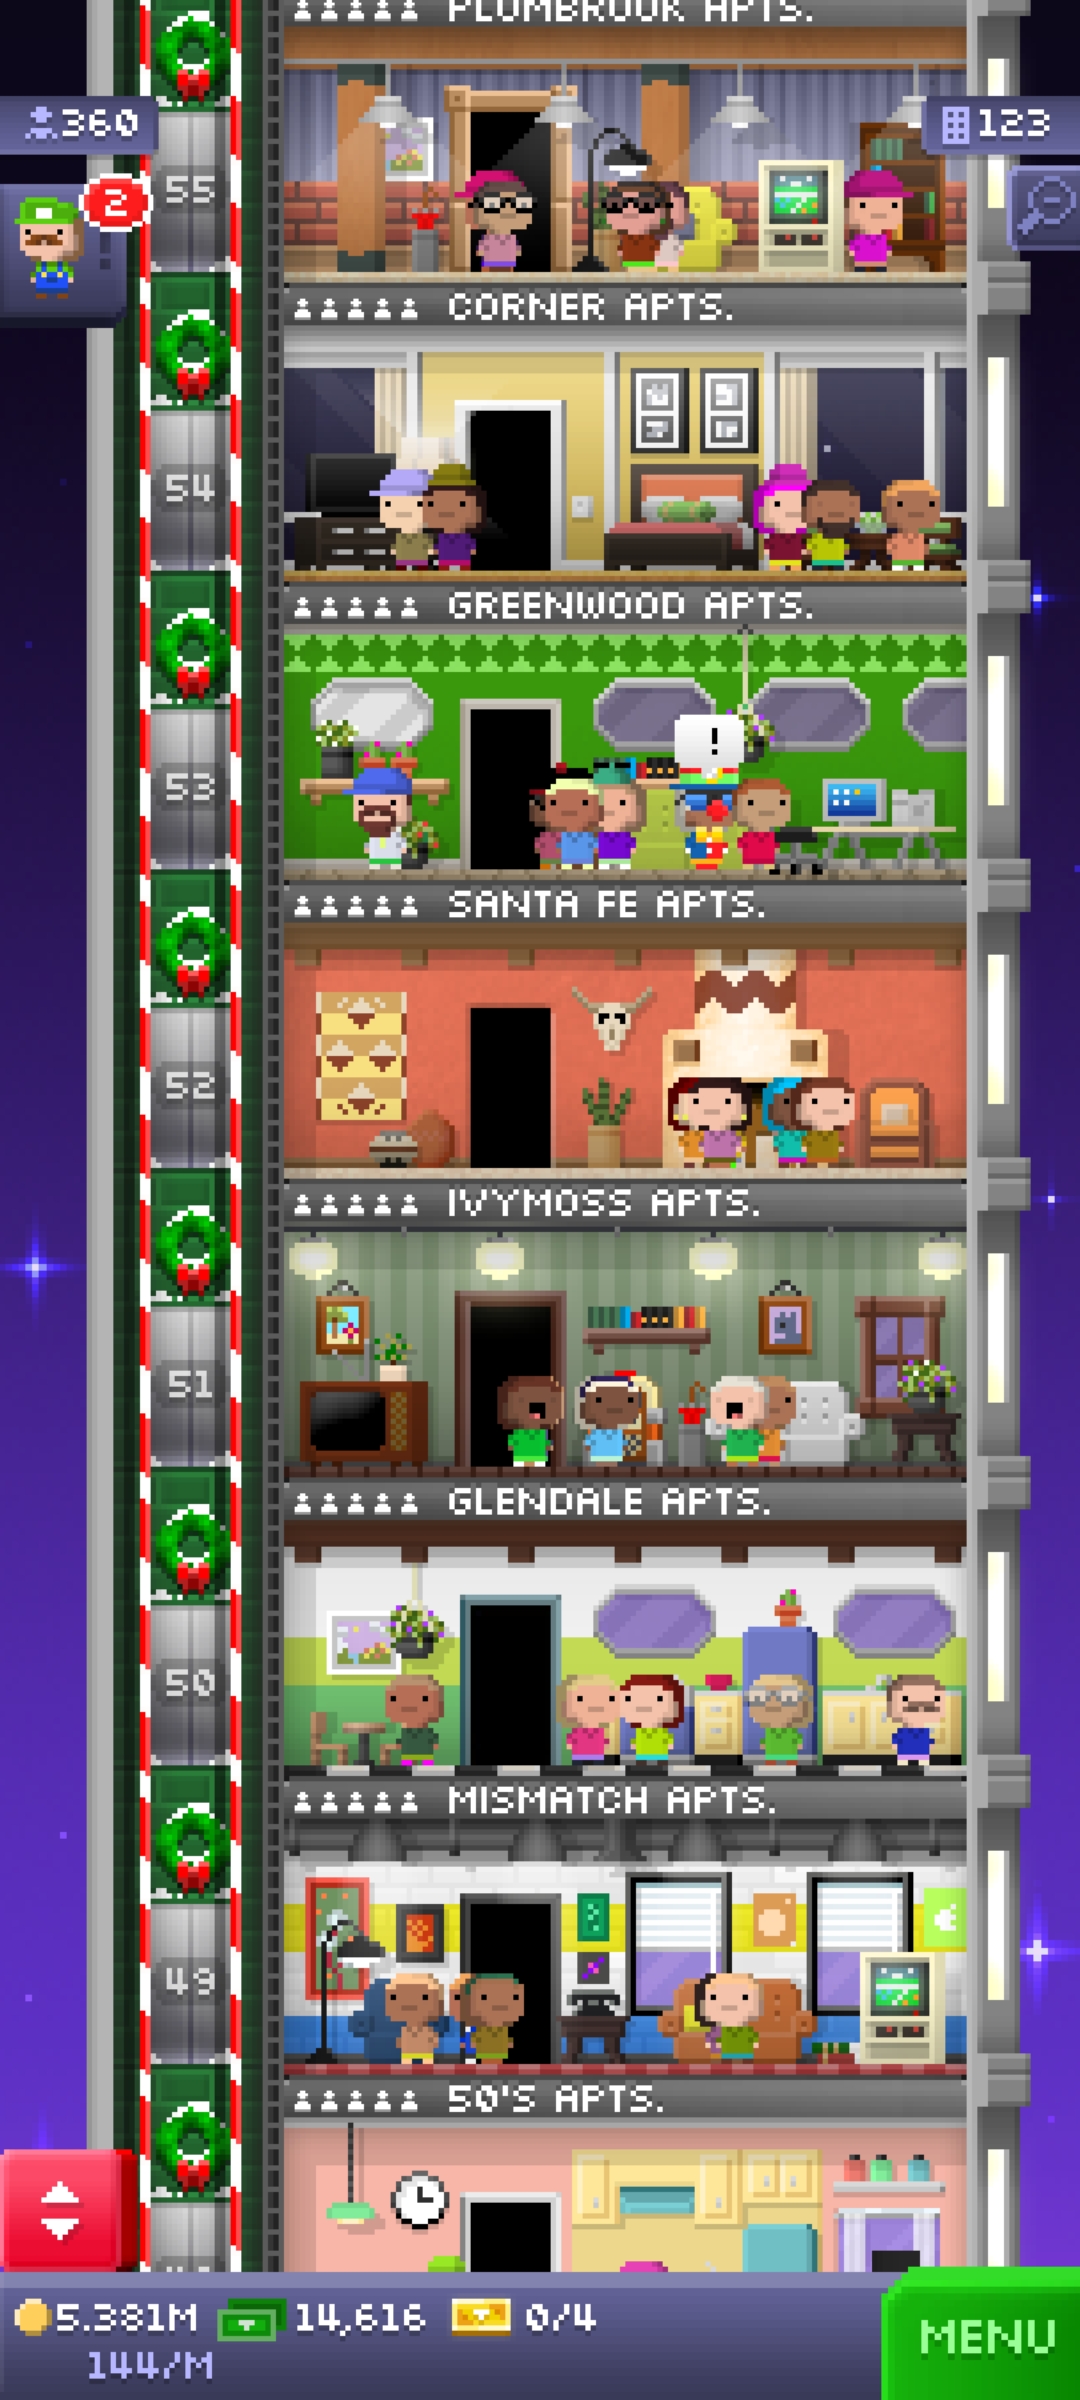 PLUMBROOK APTS.
360
123
2
55
CORNER APTS.
54
GREENWOOD APTS.
!
53
SANTA FE APTS.
52
IVYMOSS APTS.
51
GLENDALE APTS.
50
MISMATCH APTS.
49
50'S APTS.
5.381M 14,616 0/4
144/M
MENU